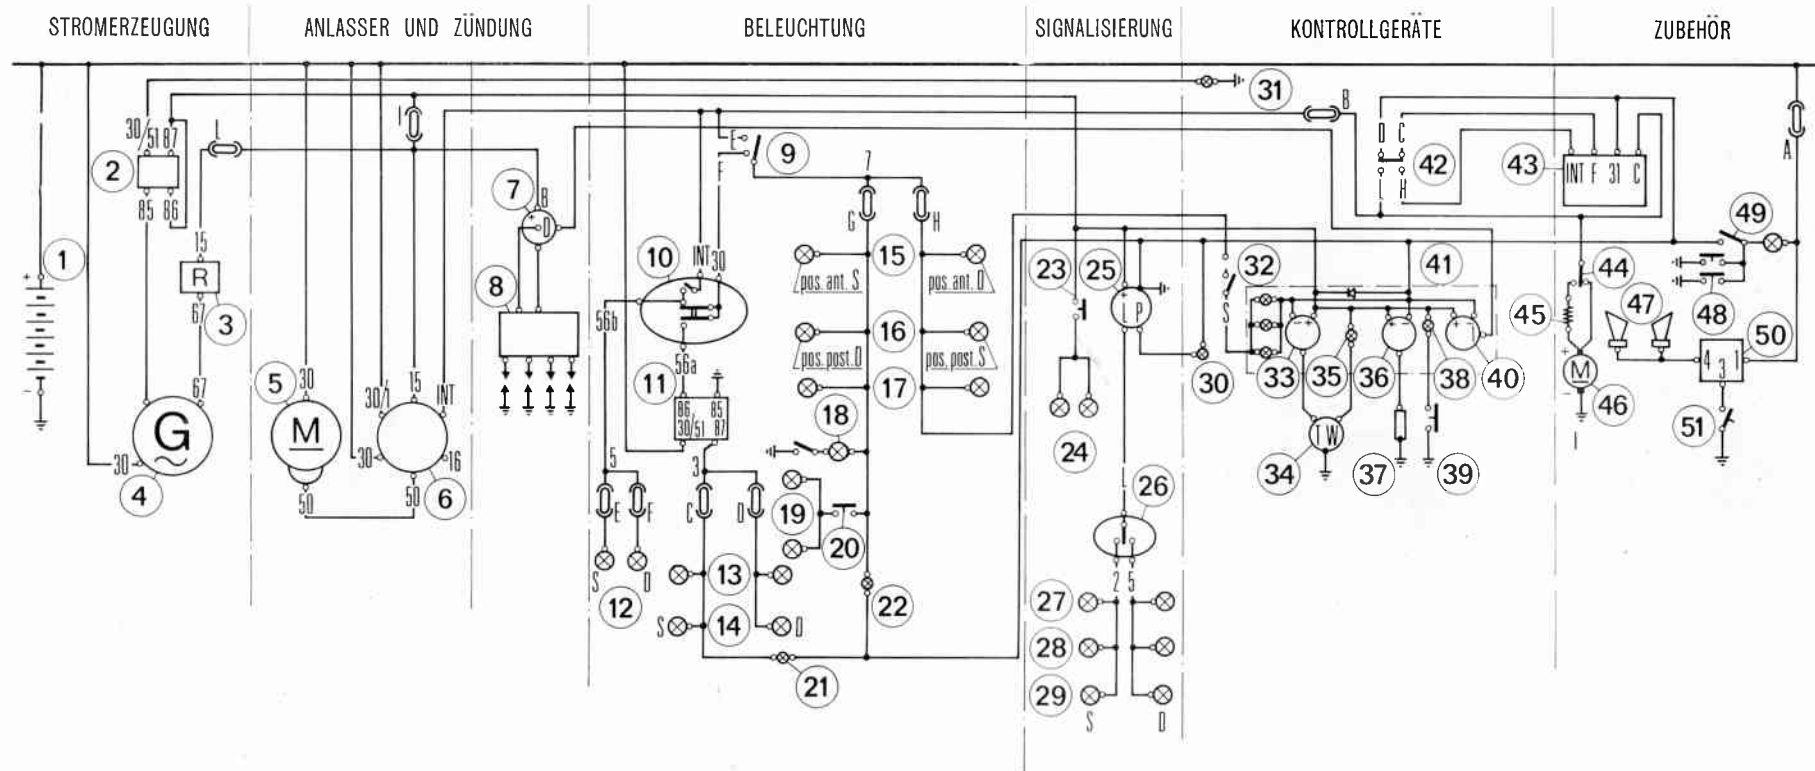 STROMERZEUGUNG ANLASSER UND ZÜNDUNG BELEUCHTUNG SIGNALISIERUNG KONTROLLGERÄTE ZUBEHÖR
31
B
I
30/51 87 L
E
9
D C
42
43
A
2
7
F
7
INT F 31 C
85 86
7 B
D
G H
L H
49
15
1
10
INT 30
15
pos. ant. S
pos. ant. D
23
25
32
41
44
R
3
8
56b
S
45
47
48
67
L P
16
pos. post. D
pos. post. S
33 35 36 38 40
50
4 3 1
56a
11
17
30
M
46
5
30
30/1 15 INT
86 85
30/51 87
18
67
G
M
24
T W
34
37
39
51
30
30 16
4
50
50
6
5
3
L
26
E F
C D
19
20
S D
12
13
22
2 5
27
S
14
D
28
21
29
S D